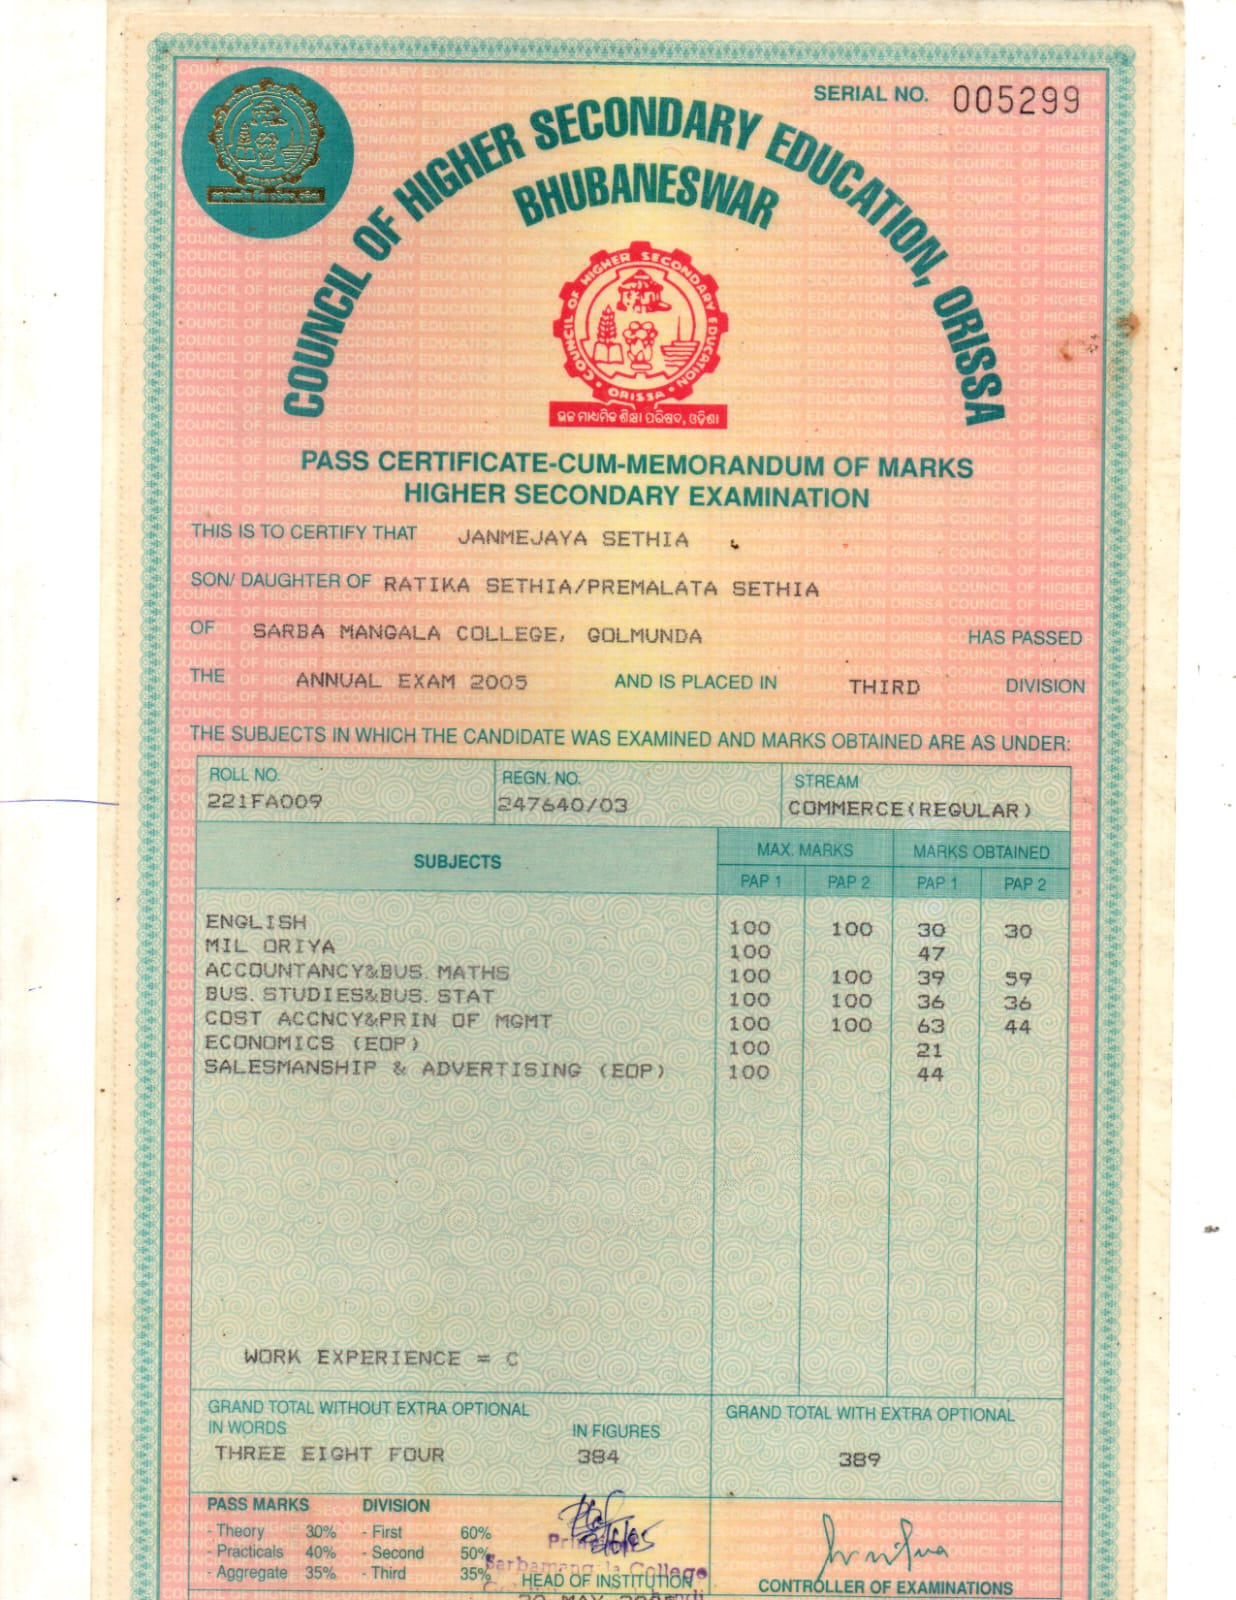 SERIAL NO. 005299
COUNCIL OF HIGHER SECONDARY EDUCATION, ORISSA
BHUBANESWAR
COUNCIL OF HIGHER SECONDARY EDUCATION
ORISSA
ଉଚ୍ଚ ମାଧ୍ୟମିକ ଶିକ୍ଷା ପରିଷଦ, ଓଡ଼ିଶା
PASS CERTIFICATE-CUM-MEMORANDUM OF MARKS
HIGHER SECONDARY EXAMINATION
THIS IS TO CERTIFY THAT JANMEJAYA SETHIA
SON/ DAUGHTER OF RATIKA SETHIA/PREMALATA SETHIA
OF SARBA MANGALA COLLEGE, GOLMUNDA HAS PASSED
THE ANNUAL EXAM 2005 AND IS PLACED IN THIRD DIVISION
THE SUBJECTS IN WHICH THE CANDIDATE WAS EXAMINED AND MARKS OBTAINED ARE AS UNDER:
ROLL NO. REGN. NO. STREAM
221FA009 247640/03 COMMERCE(REGULAR)
SUBJECTS MAX. MARKS MARKS OBTAINED
PAP 1 PAP 2 PAP 1 PAP 2
ENGLISH 100 100 30 30
MIL ORIYA 100 47
ACCOUNTANCY&BUS. MATHS 100 100 39 59
BUS. STUDIES&BUS. STAT 100 100 36 36
COST ACCNCY&PRIN OF MGMT 100 100 63 44
ECONOMICS (EOP) 100 21
SALESMANSHIP & ADVERTISING (EOP) 100 44
WORK EXPERIENCE = C
GRAND TOTAL WITHOUT EXTRA OPTIONAL GRAND TOTAL WITH EXTRA OPTIONAL
IN WORDS IN FIGURES
THREE EIGHT FOUR 384 389
PASS MARKS DIVISION
- Theory 30% - First 60%
- Practicals 40% - Second 50%
- Aggregate 35% - Third 35%
Sarbamangala College
HEAD OF INSTITUTION CONTROLLER OF EXAMINATIONS